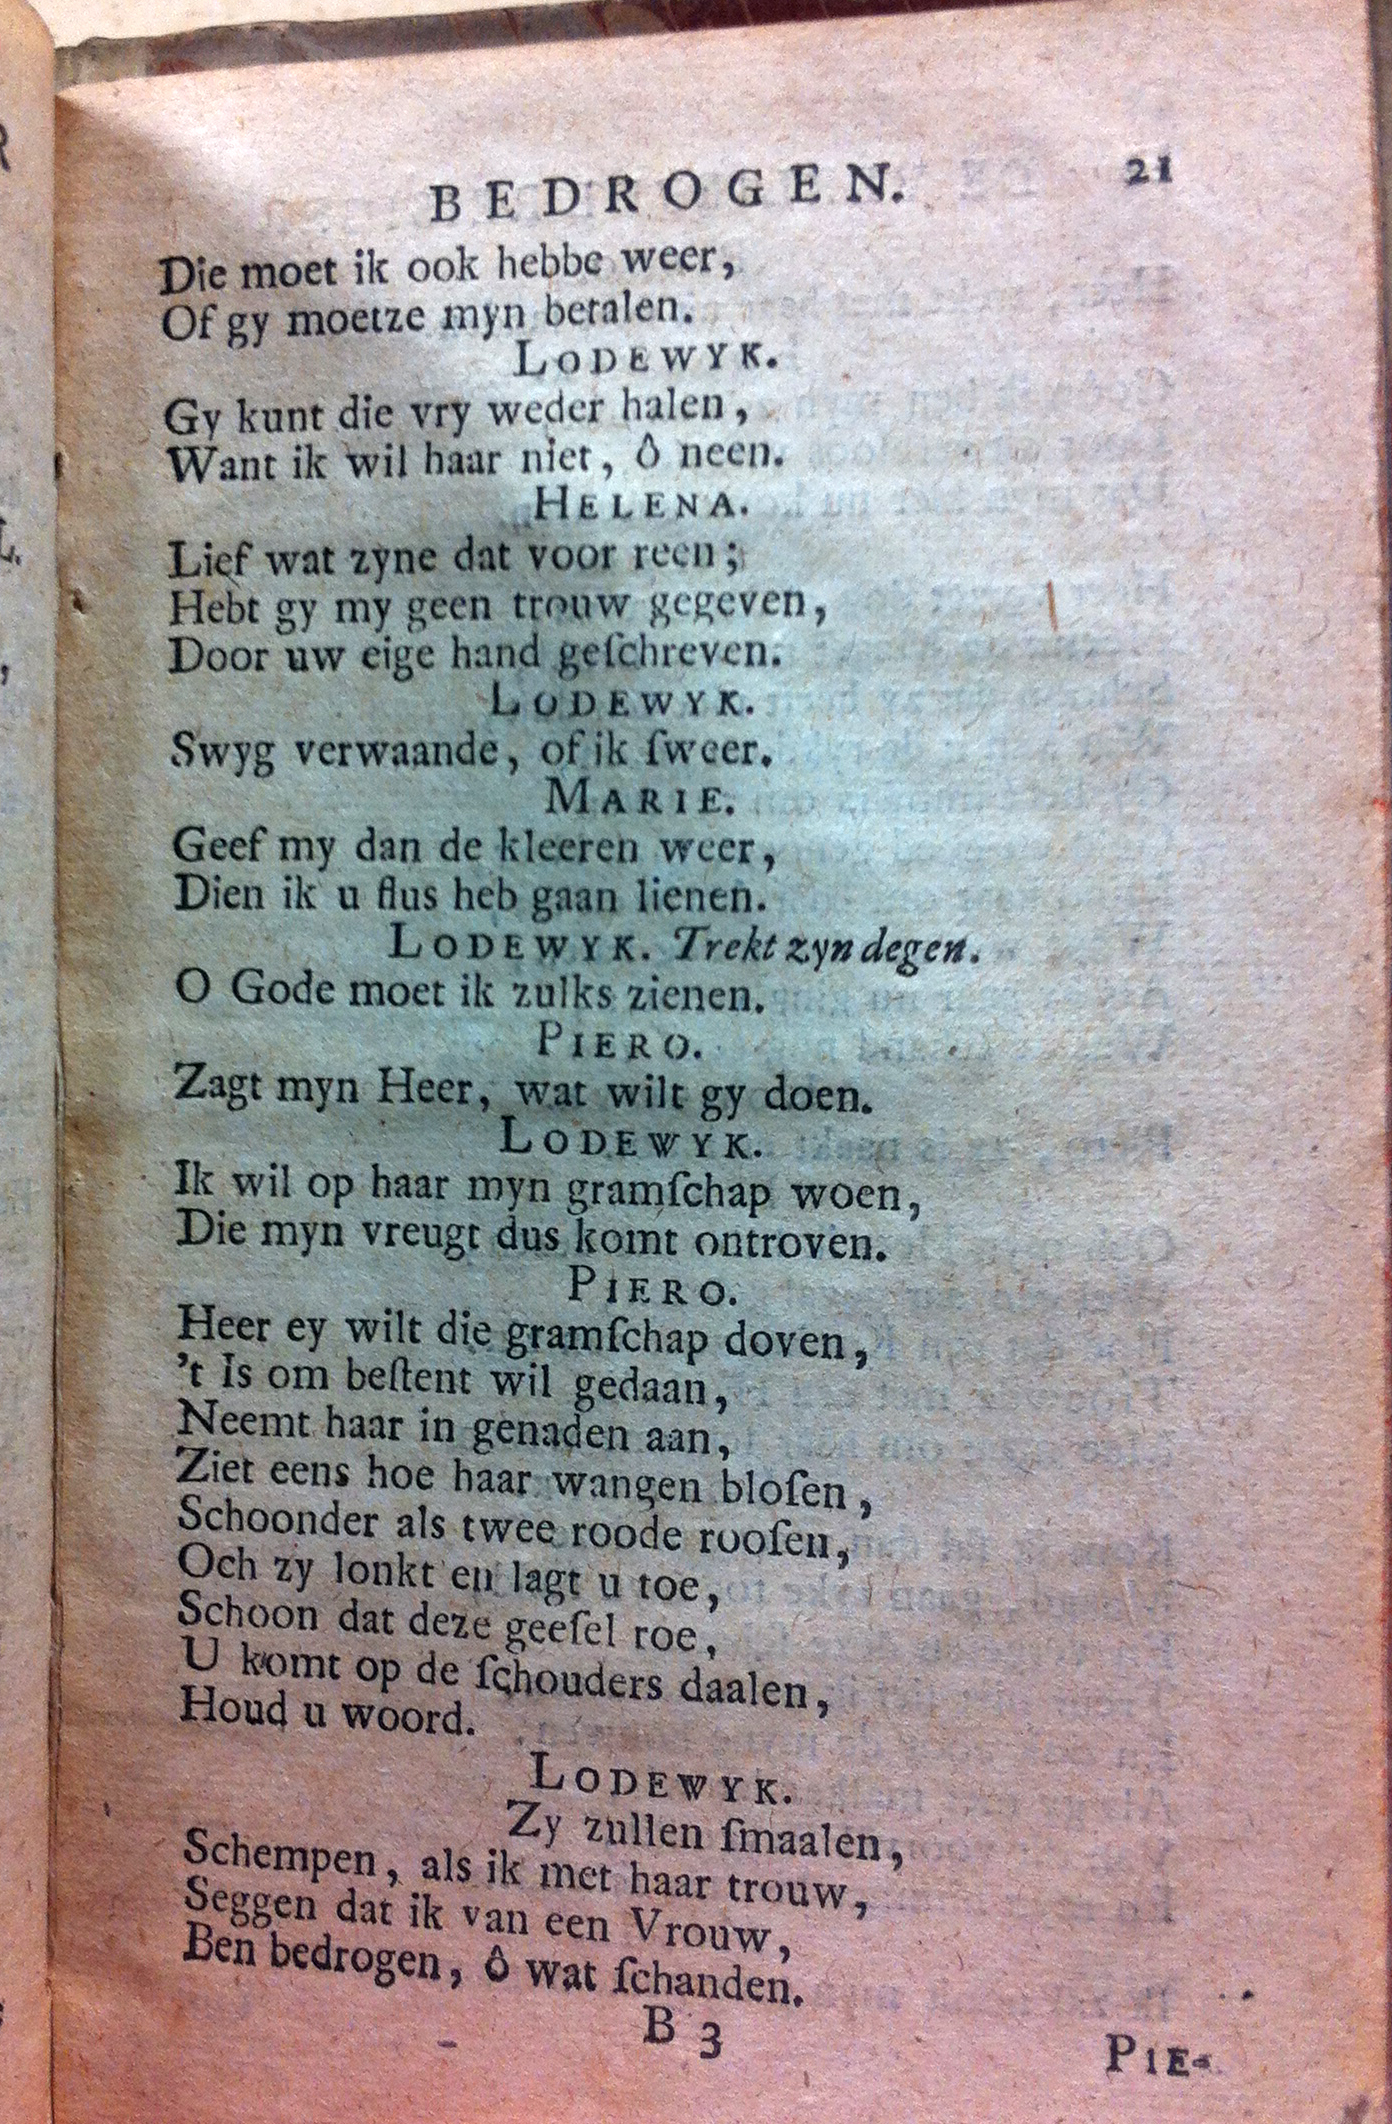 BEDROGEN. 21
Die moet ik ook hebbe weer,
Of gy moetze myn betalen.
LODEWYK.
Gy kunt die vry weder halen,
Want ik wil haar niet, ô neen.
HELENA.
Lief wat zyne dat voor reen;
Hebt gy my geen trouw gegeven,
Door uw eige hand geſchreven.
LODEWYK.
Swyg verwaande, of ik ſweer.
MARIE.
Geef my dan de kleeren weer,
Dien ik u flus heb gaan lienen.
LODEWYK. Trekt zyn degen.
O Gode moet ik zulks zienen.
PIERO.
Zagt myn Heer, wat wilt gy doen.
LODEWYK.
Ik wil op haar myn gramſchap woen,
Die myn vreugt dus komt ontroven.
PIERO.
Heer ey wilt die gramſchap doven,
't Is om beſtent wil gedaan,
Neemt haar in genaden aan,
Ziet eens hoe haar wangen bloſen,
Schoonder als twee roode rooſen,
Och zy lonkt en lagt u toe,
Schoon dat deze geeſel roe,
U komt op de ſchouders daalen,
Houd u woord.
LODEWYK.
Zy zullen ſmaalen,
Schempen, als ik met haar trouw,
Seggen dat ik van een Vrouw,
Ben bedrogen, ô wat ſchanden.
B 3
PIE-